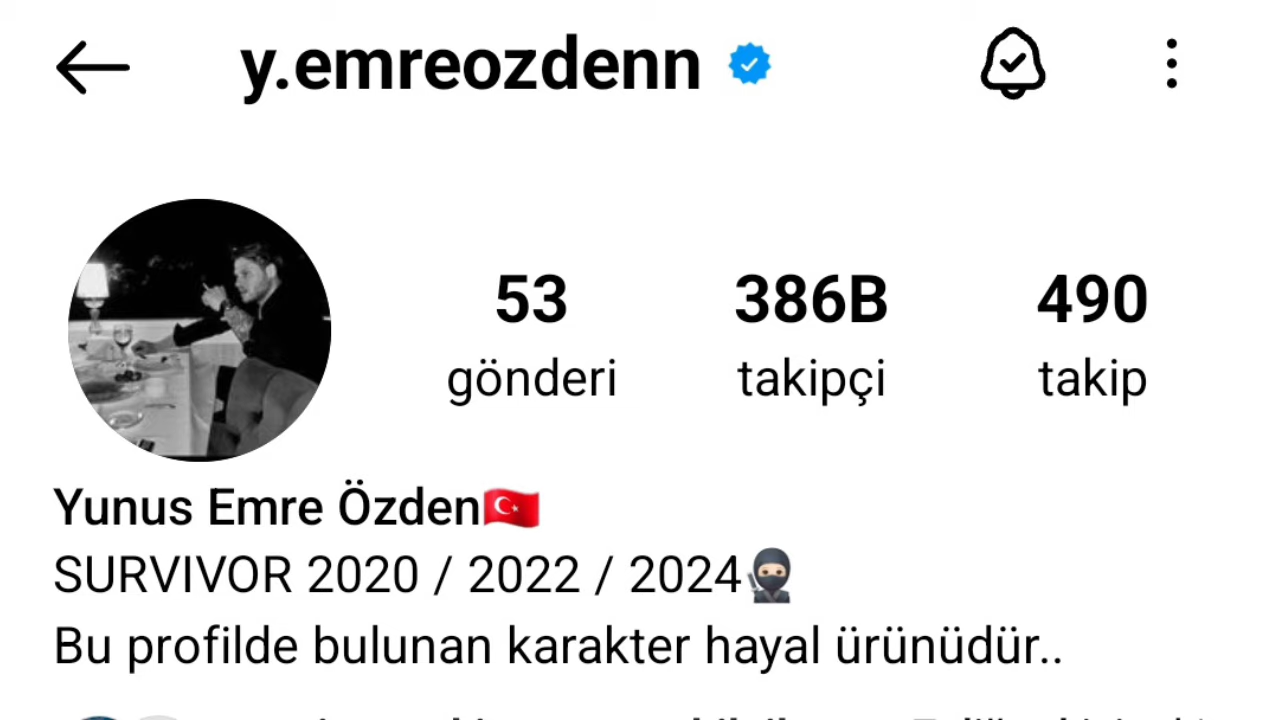 y.emreozdenn
53 386B 490
gönderi takipçi takip
Yunus Emre Özden🇹🇷
SURVIVOR 2020 / 2022 / 2024🥷🏻
Bu profilde bulunan karakter hayal ürünüdür..